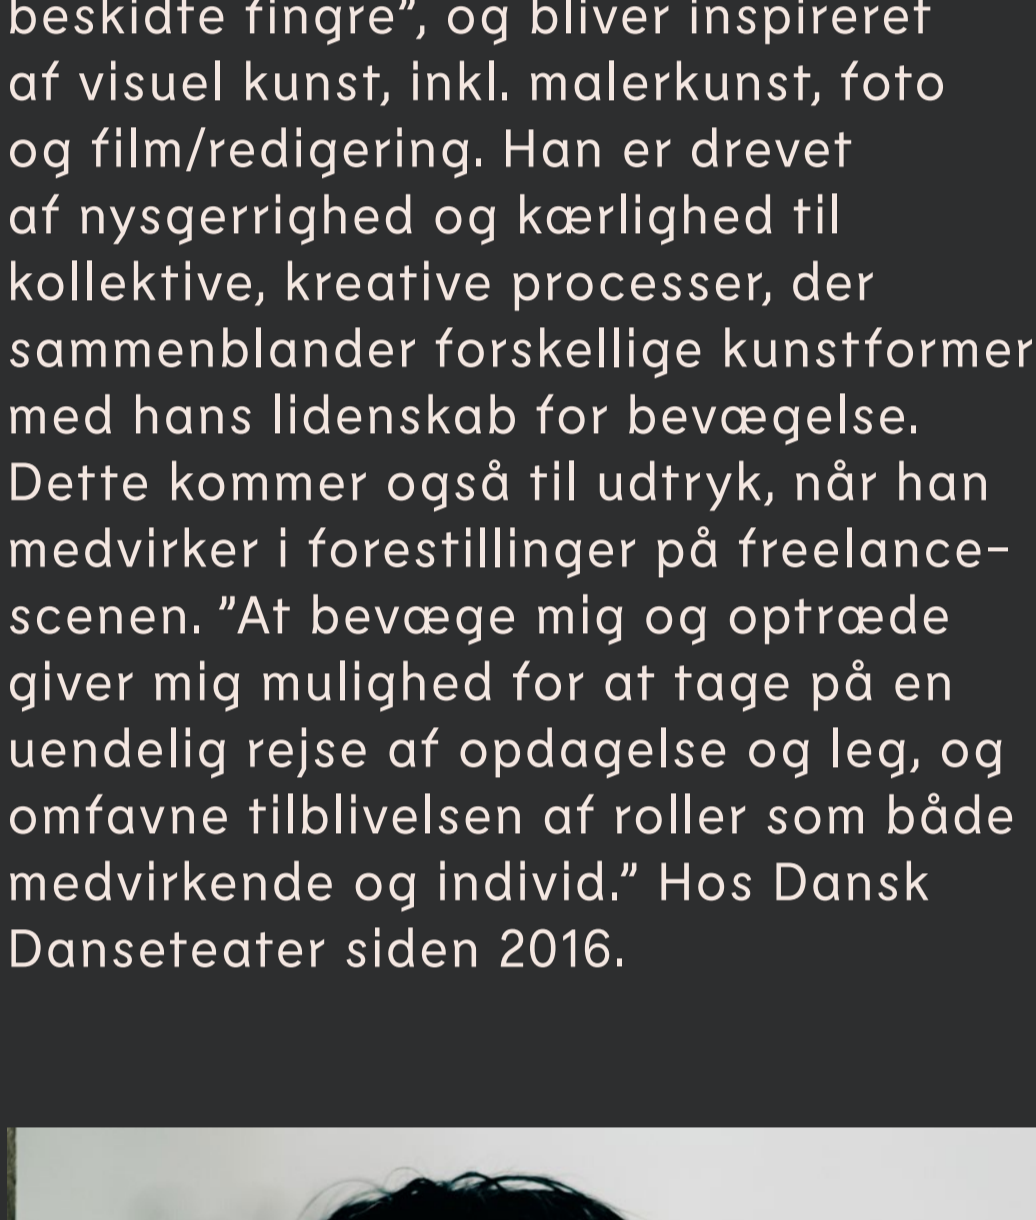 beskidte fingre”, og bliver inspireret
af visuel kunst, inkl. malerkunst, foto
og film/redigering. Han er drevet
af nysgerrighed og kærlighed til
kollektive, kreative processer, der
sammenblander forskellige kunstformer
med hans lidenskab for bevægelse.
Dette kommer også til udtryk, når han
medvirker i forestillinger på freelance-
scenen. ”At bevæge mig og optræde
giver mig mulighed for at tage på en
uendelig rejse af opdagelse og leg, og
omfavne tilblivelsen af roller som både
medvirkende og individ.” Hos Dansk
Danseteater siden 2016.